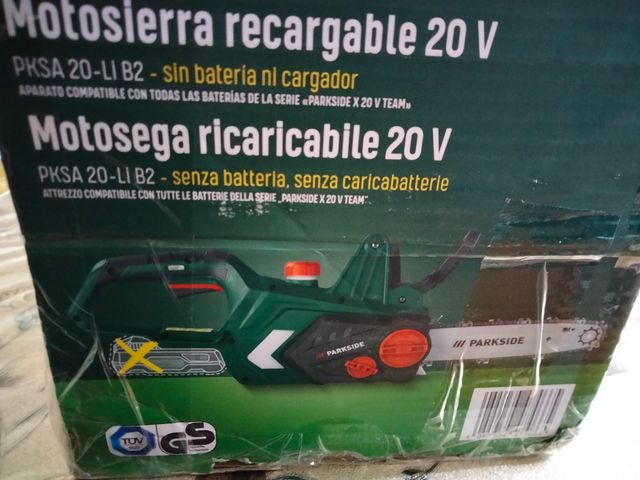 Motosierra recargable 20 V
PKSA 20-Li B2 - sin batería ni cargador
APARATO COMPATIBLE CON TODAS LAS BATERÍAS DE LA SERIE «PARKSIDE X 20 V TEAM»
Motosega ricaricabile 20 V
PKSA 20-Li B2 - senza batteria, senza caricabatterie
ATTREZZO COMPATIBILE CON TUTTE LE BATTERIE DELLA SERIE „PARKSIDE X 20 V TEAM”
/// PARKSIDE
/// PARKSIDE
TÜV
SÜD
GS